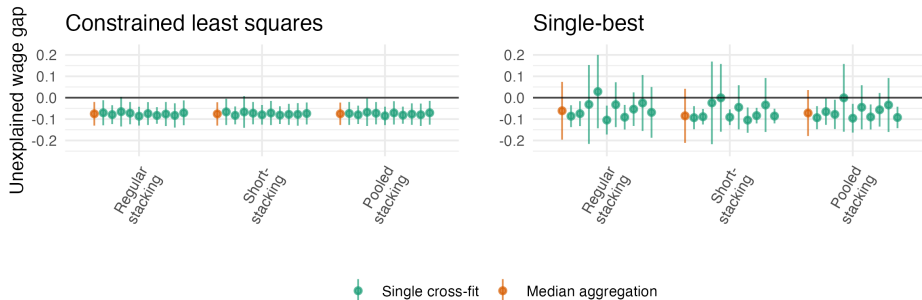 Constrained least squares
Single-best
Unexplained wage gap
0.2
0.1
0.0
-0.1
-0.2
Regular
stacking
Short-
stacking
Pooled
stacking
0.2
0.1
0.0
-0.1
-0.2
Regular
stacking
Short-
stacking
Pooled
stacking
Single cross-fit
Median aggregation